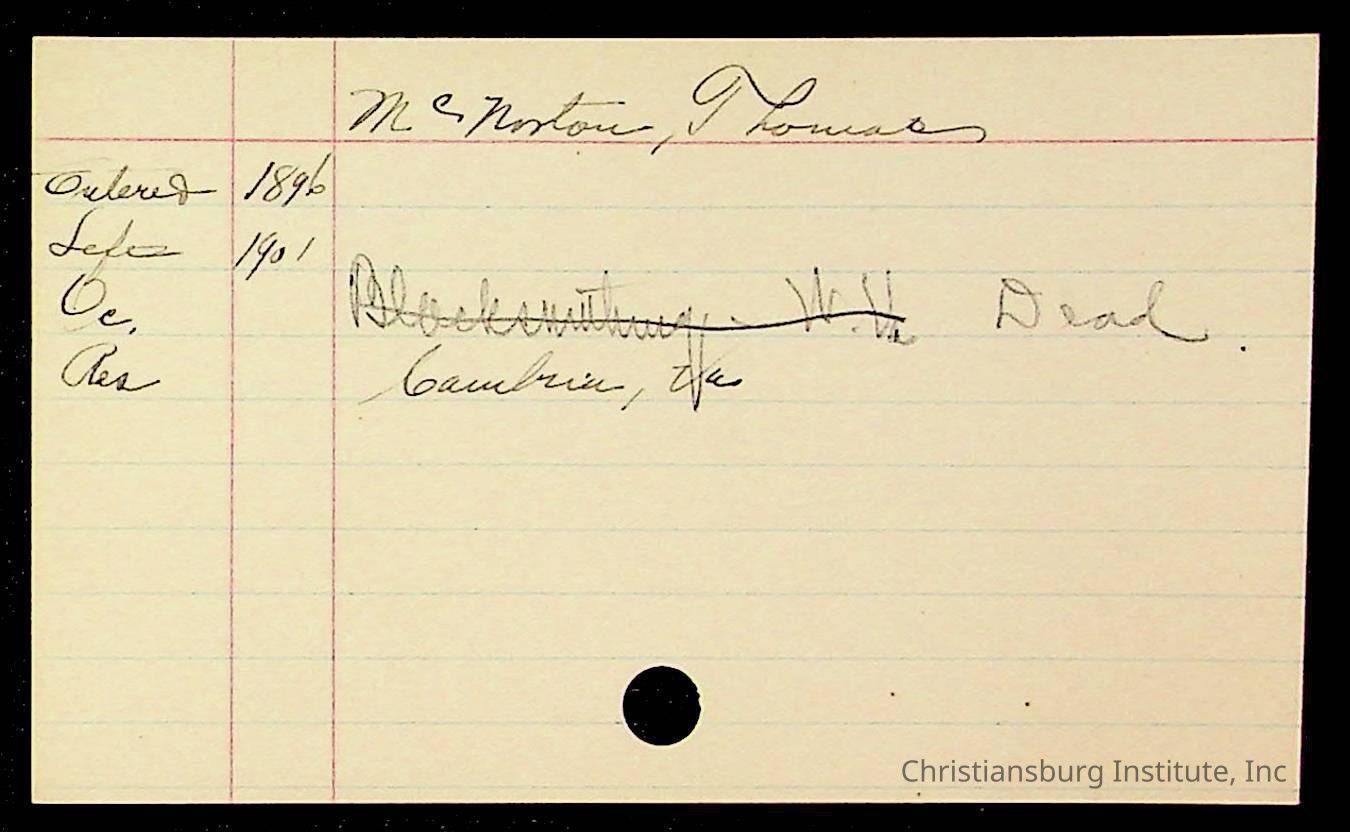 McNorton, Thomas
Entered 1896
Left 1901
Oc. Blacksmithing - W. Va Dead.
Res Cambria, Va
Christiansburg Institute, Inc